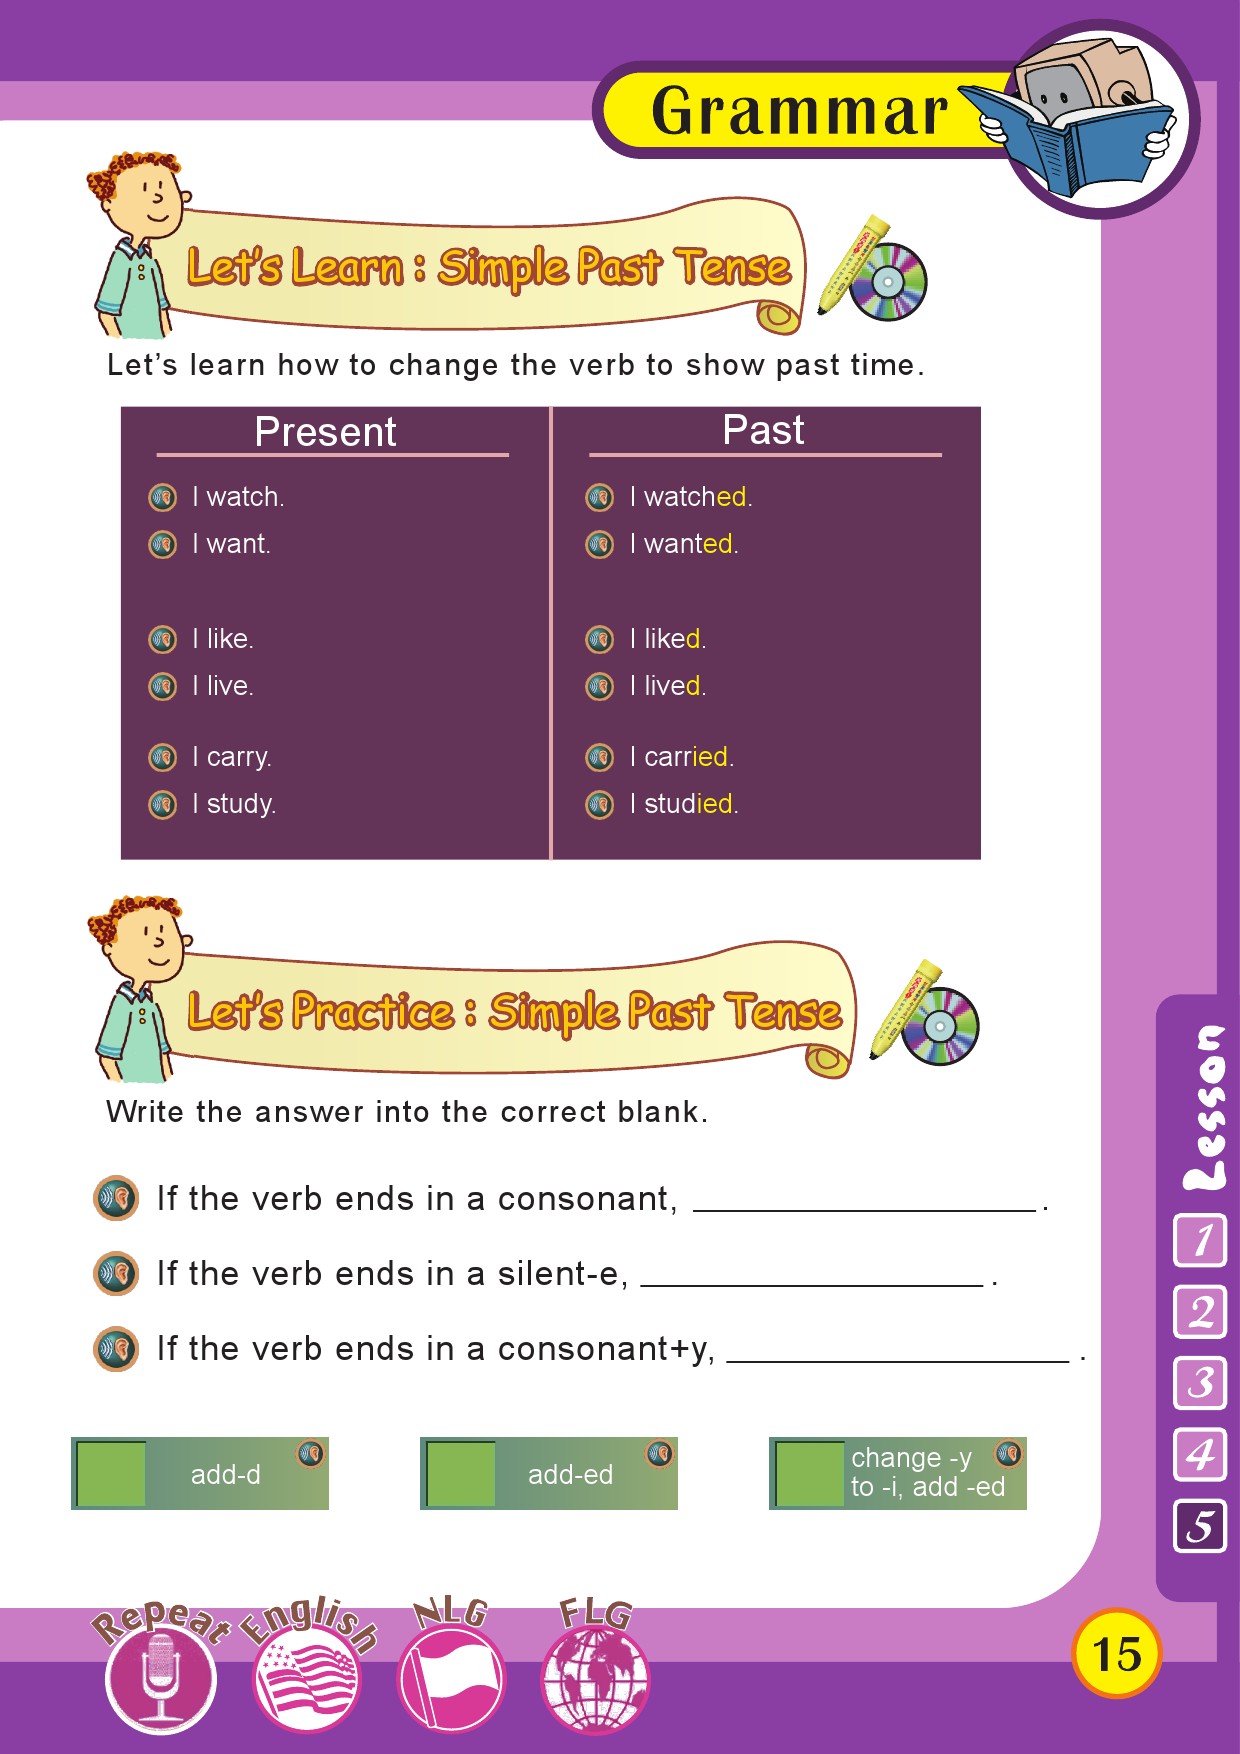 Grammar
Let's Learn : Simple Past Tense
Let's learn how to change the verb to show past time.
Present
Past
I watch.
I watched.
I want.
I wanted.
I like.
I liked.
I live.
I lived.
I carry.
I carried.
I study.
I studied.
Let's Practice : Simple Past Tense
Write the answer into the correct blank.
If the verb ends in a consonant, ____________________.
If the verb ends in a silent-e, ____________________.
If the verb ends in a consonant+y, ____________________.
add-d
add-ed
change -y
to -i, add -ed
Lesson
1
2
3
4
5
Repeat
English
NLG
FLG
15